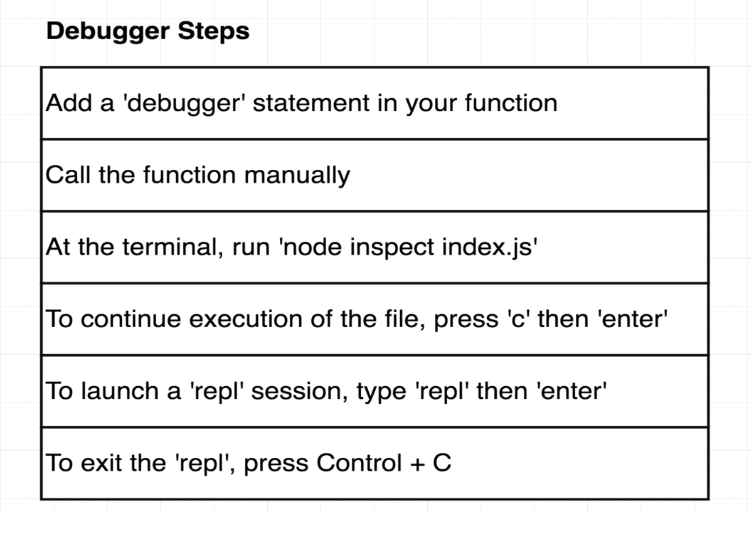 Debugger Steps
Add a 'debugger' statement in your function
Call the function manually
At the terminal, run 'node inspect index.js'
To continue execution of the file, press 'c' then 'enter'
To launch a 'repl' session, type 'repl' then 'enter'
To exit the 'repl', press Control + C